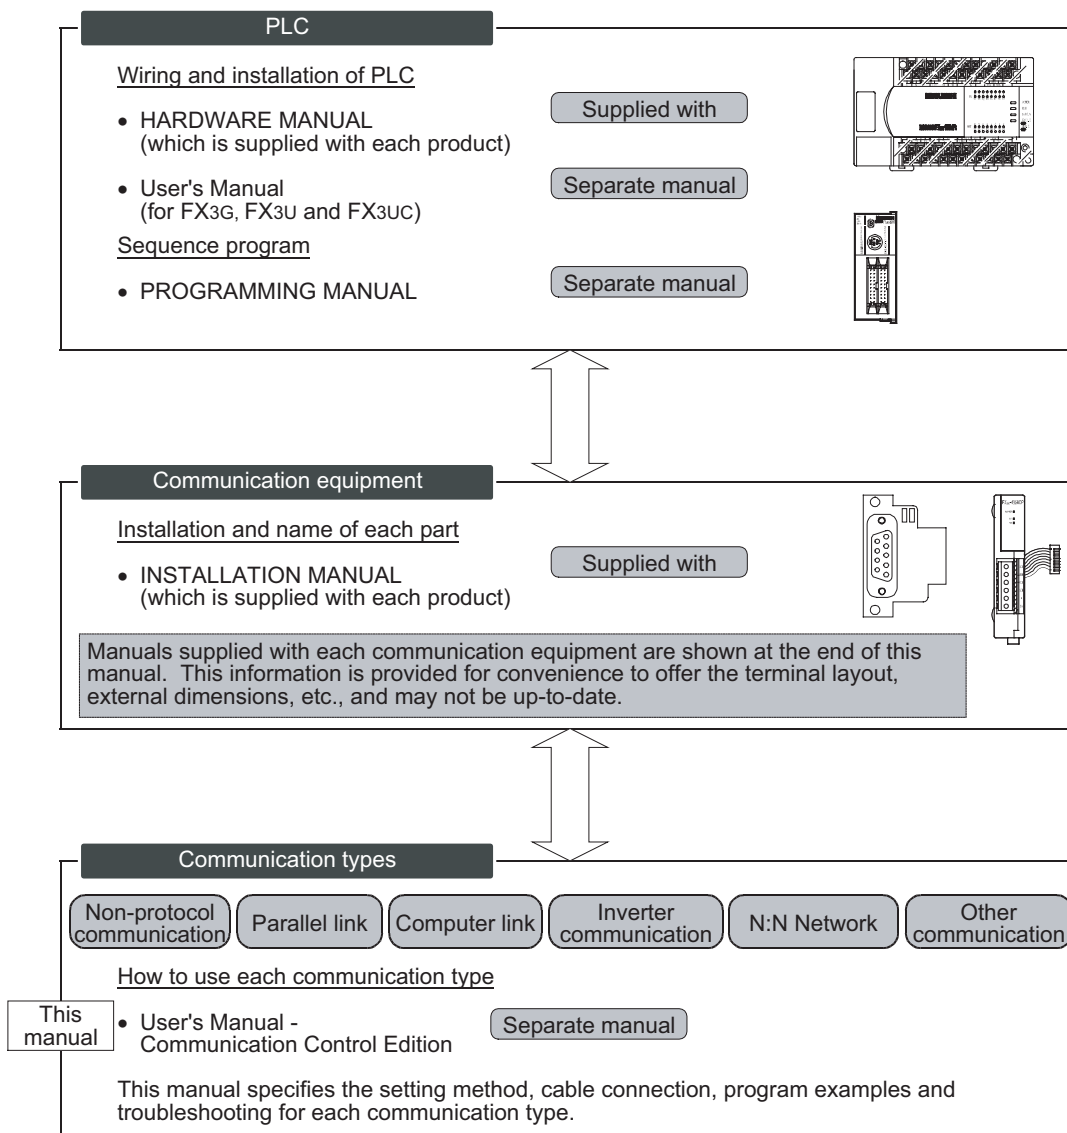 PLC
Wiring and installation of PLC
• HARDWARE MANUAL
(which is supplied with each product)
Supplied with
• User's Manual
(for FX3G, FX3U and FX3UC)
Separate manual
Sequence program
• PROGRAMMING MANUAL
Separate manual
Communication equipment
Installation and name of each part
• INSTALLATION MANUAL
(which is supplied with each product)
Supplied with
Manuals supplied with each communication equipment are shown at the end of this
manual. This information is provided for convenience to offer the terminal layout,
external dimensions, etc., and may not be up-to-date.
Communication types
Non-protocol
communication
Parallel link
Computer link
Inverter
communication
N:N Network
Other
communication
How to use each communication type
This
manual
• User's Manual -
Communication Control Edition
Separate manual
This manual specifies the setting method, cable connection, program examples and
troubleshooting for each communication type.